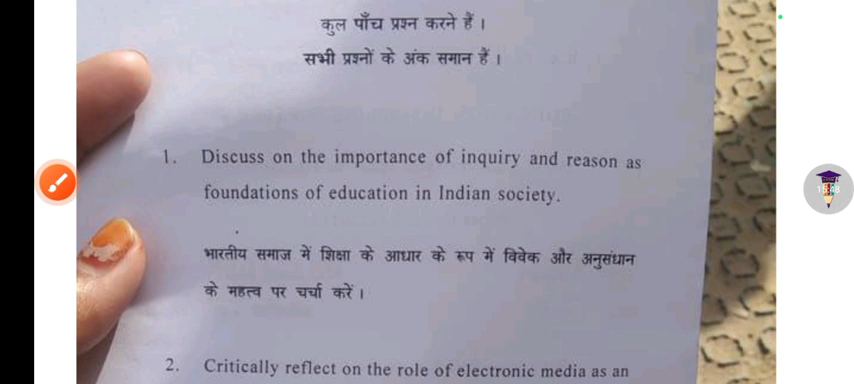 कुल पाँच प्रश्न करने हैं ।
सभी प्रश्नों के अंक समान हैं ।
1. Discuss on the importance of inquiry and reason as
foundations of education in Indian society.
भारतीय समाज में शिक्षा के आधार के रूप में विवेक और अनुसंधान
के महत्व पर चर्चा करें ।
2. Critically reflect on the role of electronic media as an
15:48